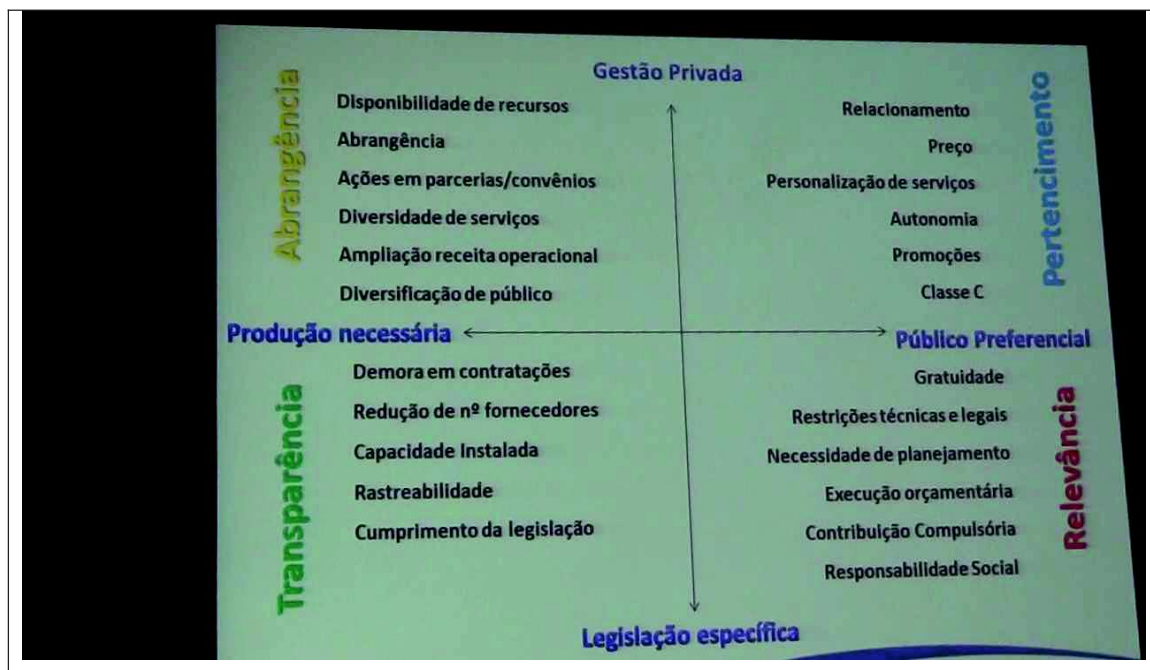 Gestão Privada
Abrangência
Disponibilidade de recursos
Abrangência
Ações em parcerias/convênios
Diversidade de serviços
Ampliação receita operacional
Diversificação de público
Relacionamento
Preço
Personalização de serviços
Autonomia
Promoções
Classe C
Pertencimento
Produção necessária
Público Preferencial
Transparência
Demora em contratações
Redução de nº fornecedores
Capacidade Instalada
Rastreabilidade
Cumprimento da legislação
Gratuidade
Restrições técnicas e legais
Necessidade de planejamento
Execução orçamentária
Contribuição Compulsória
Responsabilidade Social
Relevância
Legislação específica